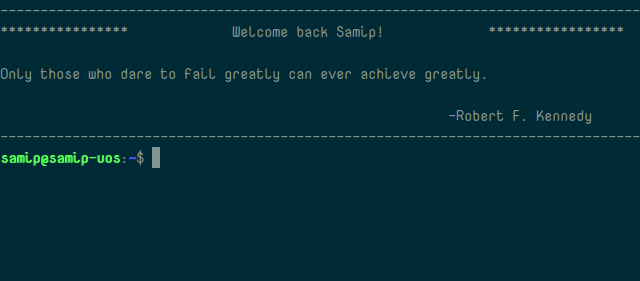 --------------------------------------------------------------------------------
**************** Welcome back Samip! *****************
Only those who dare to fail greatly can ever achieve greatly.
-Robert F. Kennedy
--------------------------------------------------------------------------------
samip@samip-uos:~$